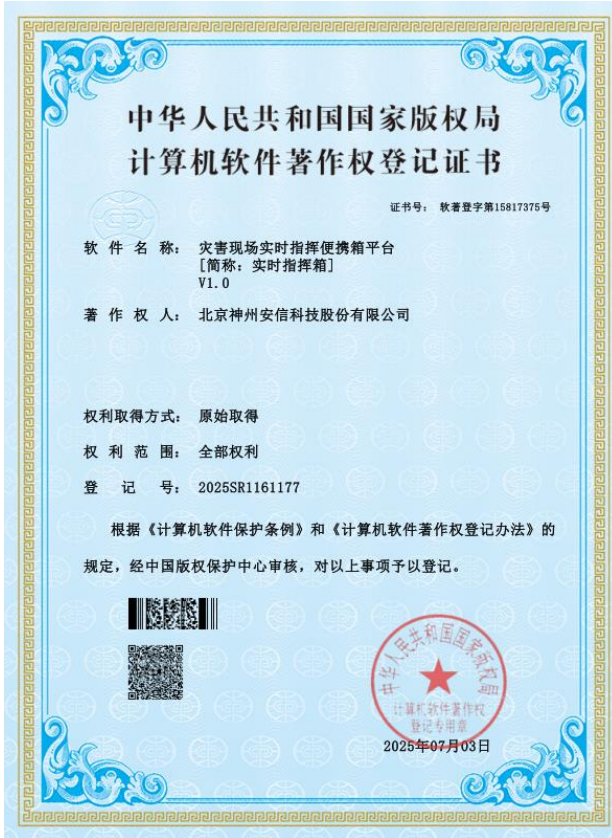 中华人民共和国国家版权局
计算机软件著作权登记证书
证书号： 软著登字第15817375号
软件名称： 灾害现场实时指挥便携箱平台
[简称：实时指挥箱]
V1.0
著作权人： 北京神州安信科技股份有限公司
权利取得方式： 原始取得
权利范围： 全部权利
登记号： 2025SR1161177
根据《计算机软件保护条例》和《计算机软件著作权登记办法》的
规定，经中国版权保护中心审核，对以上事项予以登记。
中华人民共和国国家版权局
计算机软件著作权
登记专用章
2025年07月03日